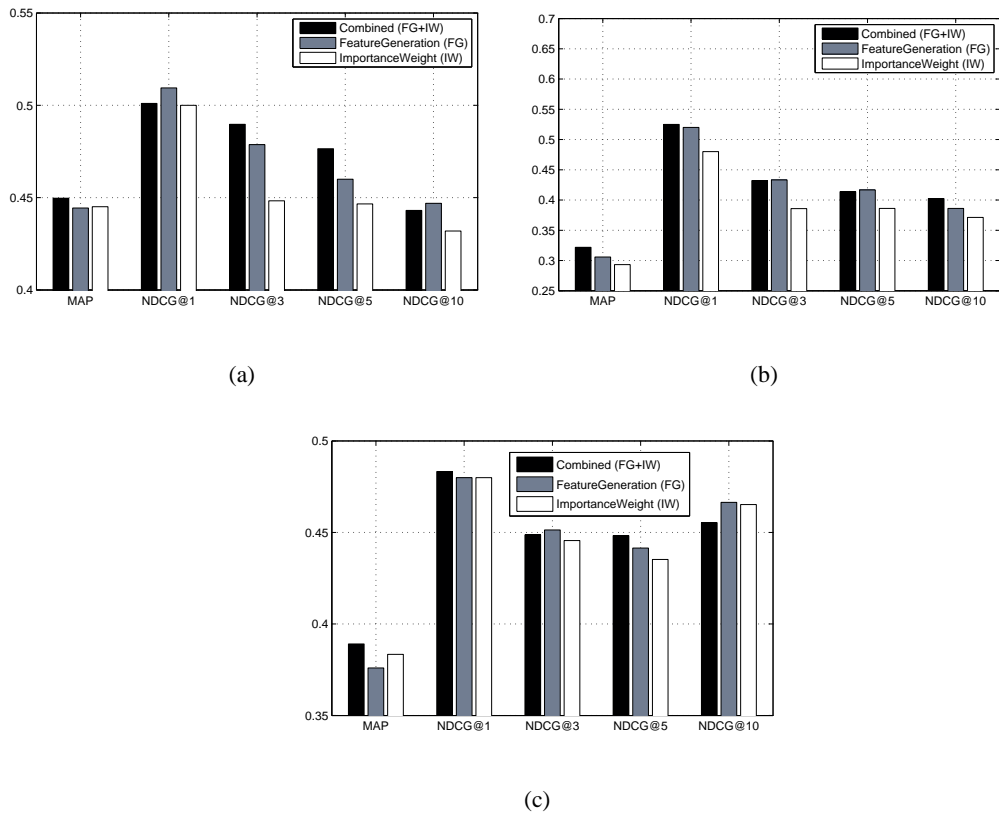 0.55
0.5
0.45
0.4
MAP NDCG@1 NDCG@3 NDCG@5 NDCG@10
Combined (FG+IW)
FeatureGeneration (FG)
ImportanceWeight (IW)
(a)
0.7
0.65
0.6
0.55
0.5
0.45
0.4
0.35
0.3
0.25
MAP NDCG@1 NDCG@3 NDCG@5 NDCG@10
Combined (FG+IW)
FeatureGeneration (FG)
ImportanceWeight (IW)
(b)
0.5
0.45
0.4
0.35
MAP NDCG@1 NDCG@3 NDCG@5 NDCG@10
Combined (FG+IW)
FeatureGeneration (FG)
ImportanceWeight (IW)
(c)